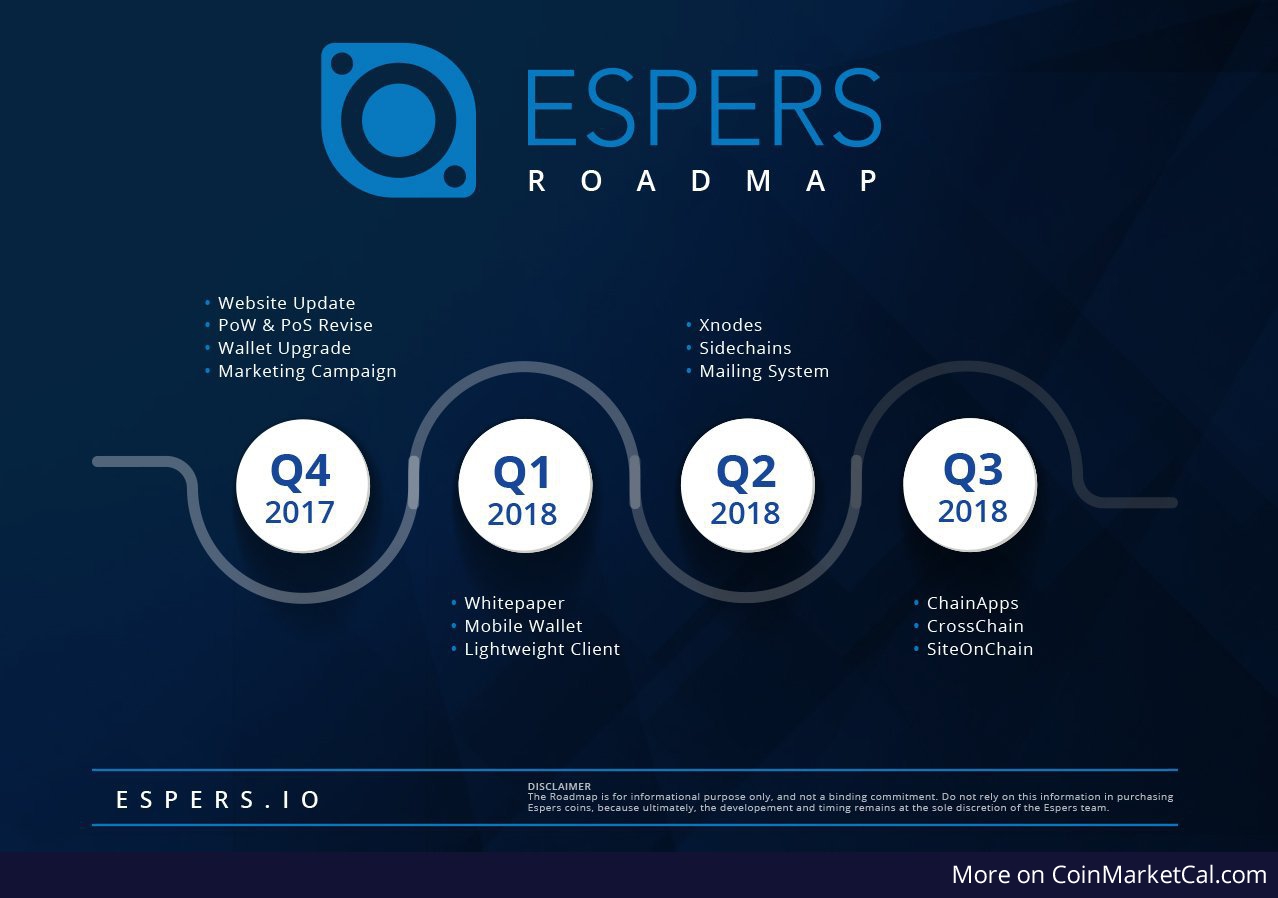 ESPERS
ROADMAP
• Website Update
• PoW & PoS Revise
• Wallet Upgrade
• Marketing Campaign
• Xnodes
• Sidechains
• Mailing System
Q4
2017
Q1
2018
Q2
2018
Q3
2018
• Whitepaper
• Mobile Wallet
• Lightweight Client
• ChainApps
• CrossChain
• SiteOnChain
ESPERS.IO
DISCLAIMER
The Roadmap is for informational purpose only, and not a binding commitment. Do not rely on this information in purchasing
Espers coins, because ultimately, the developement and timing remains at the sole discretion of the Espers team.
More on CoinMarketCal.com